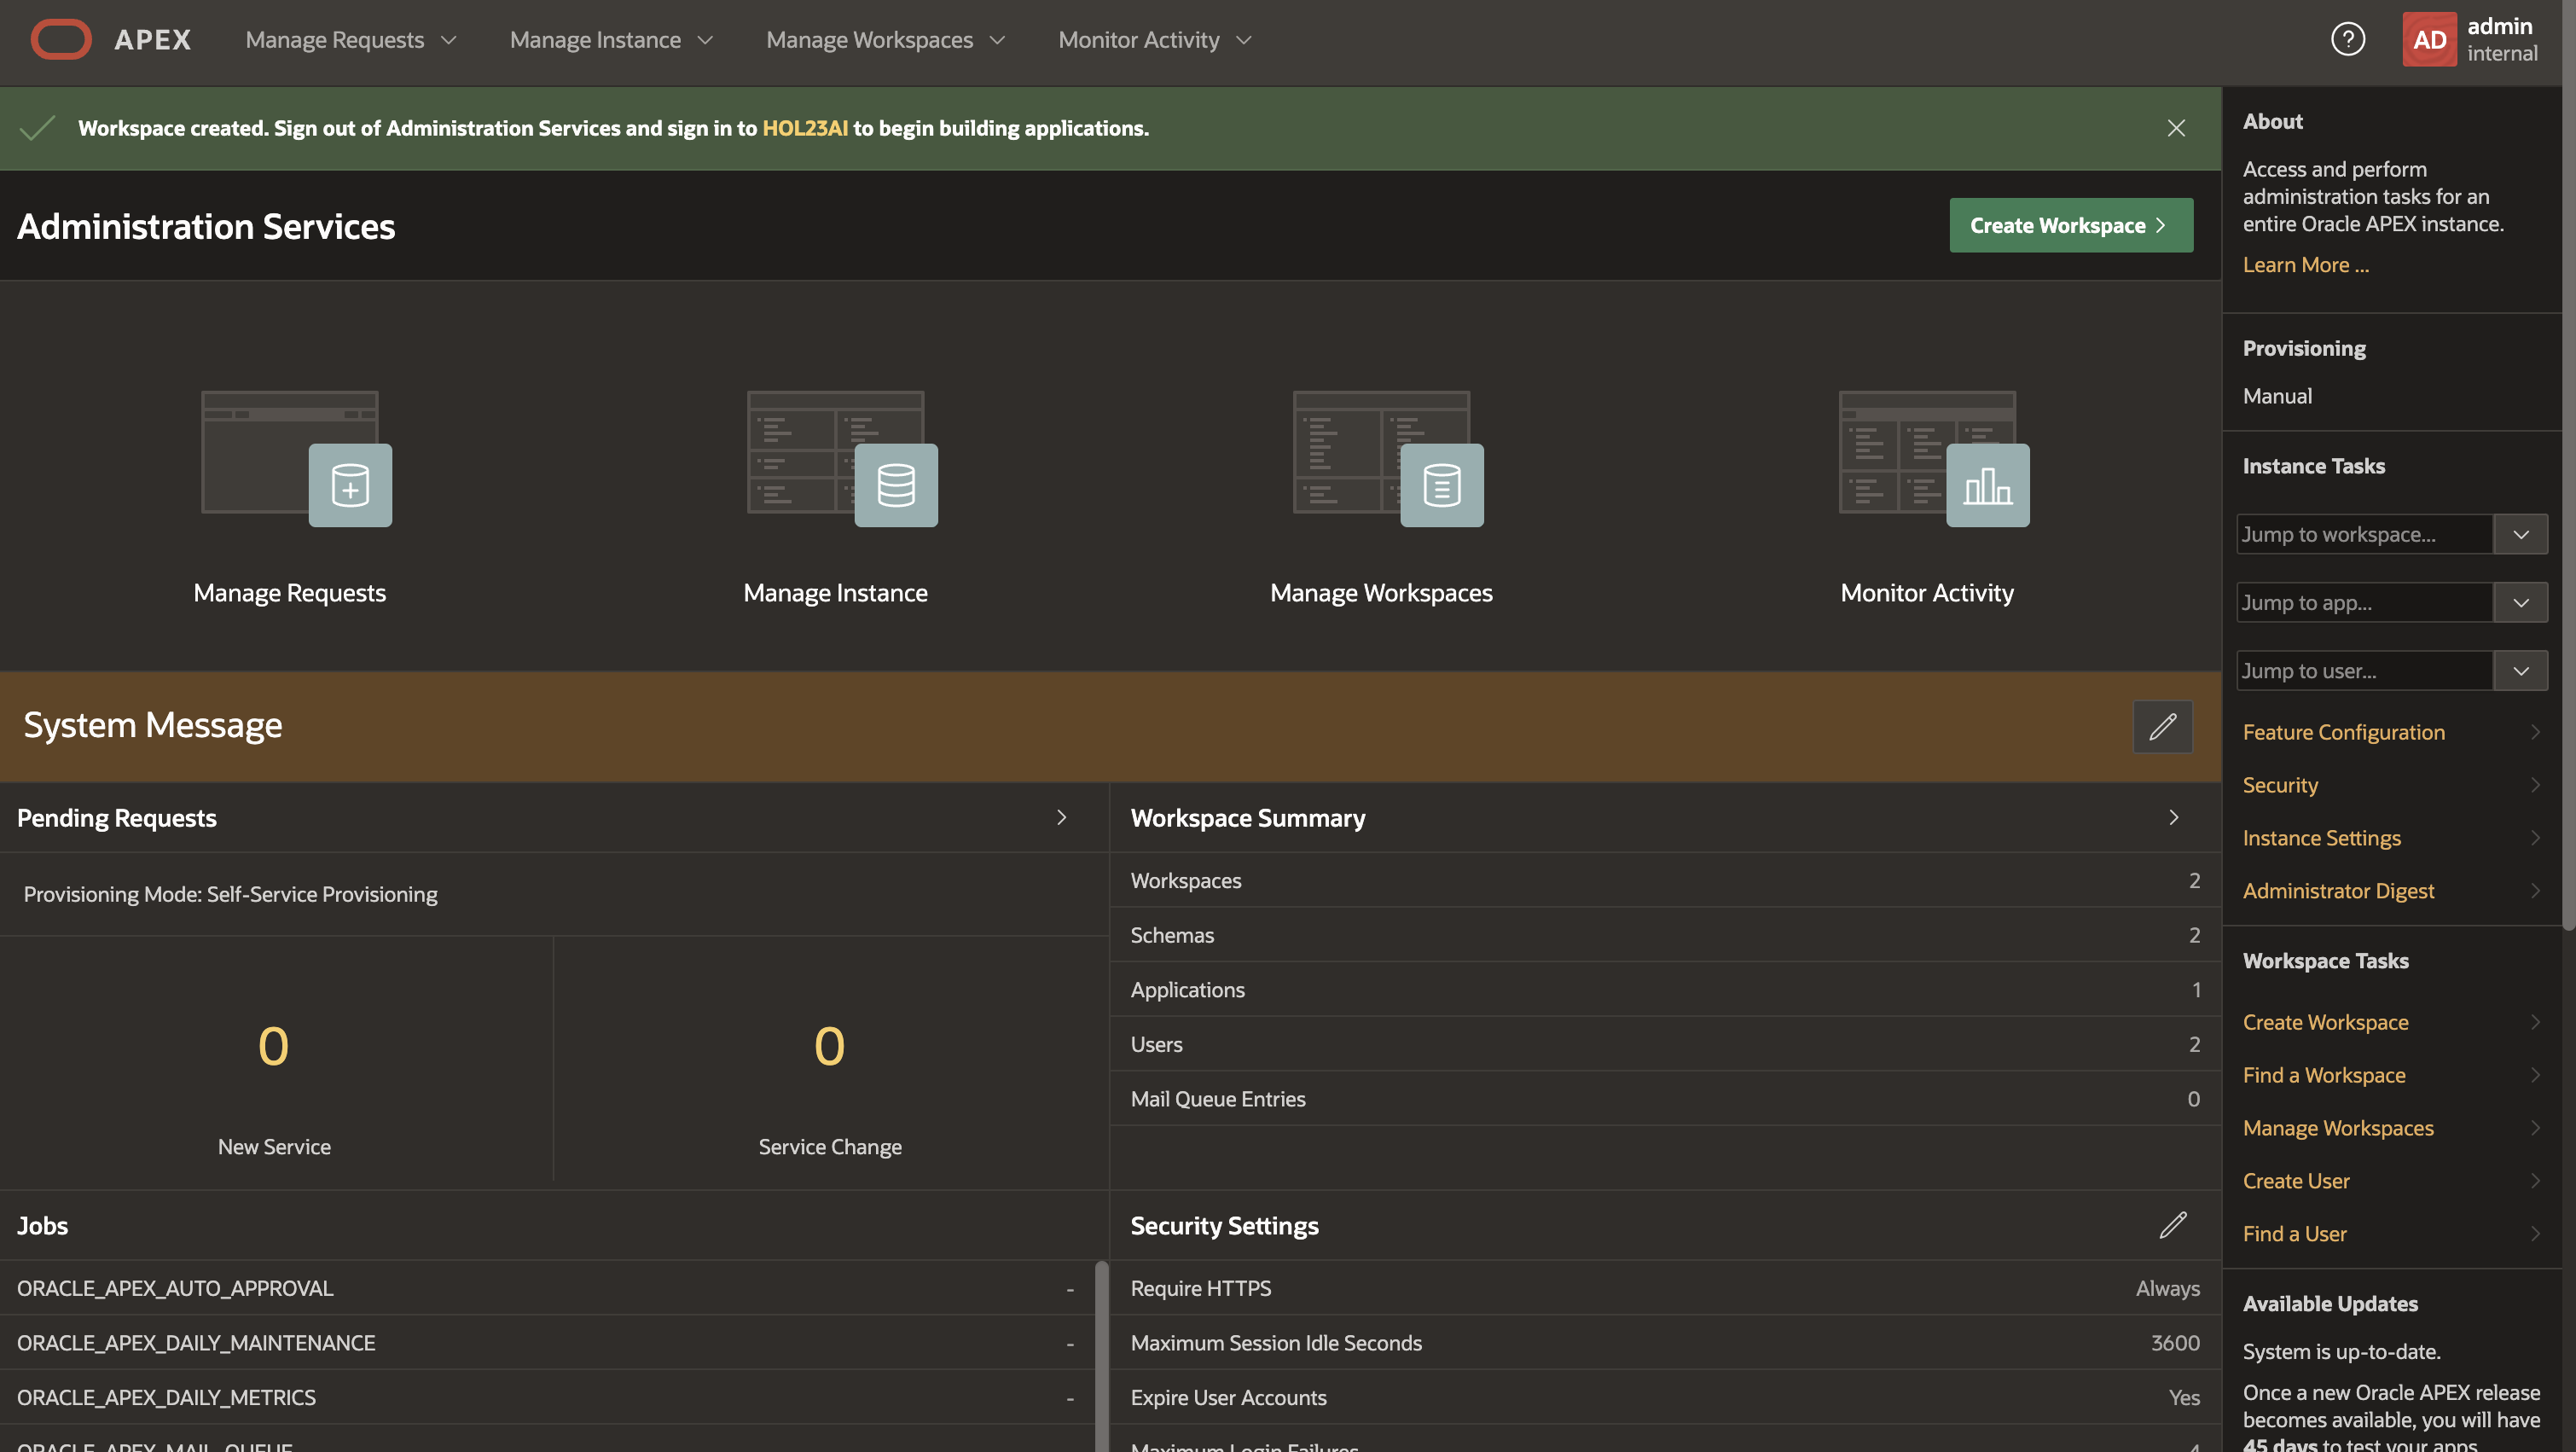 APEX
Manage Requests
Manage Instance
Manage Workspaces
Monitor Activity
?
AD
admin
internal
Workspace created. Sign out of Administration Services and sign in to HOL23AI to begin building applications.
Administration Services
Create Workspace
Manage Requests
Manage Instance
Manage Workspaces
Monitor Activity
System Message
Pending Requests
Provisioning Mode: Self-Service Provisioning
0
New Service
0
Service Change
Workspace Summary
Workspaces 2
Schemas 2
Applications 1
Users 2
Mail Queue Entries 0
Jobs
ORACLE_APEX_AUTO_APPROVAL -
ORACLE_APEX_DAILY_MAINTENANCE -
ORACLE_APEX_DAILY_METRICS -
ORACLE_APEX_MAIL_QUEUE
Security Settings
Require HTTPS Always
Maximum Session Idle Seconds 3600
Expire User Accounts Yes
Maximum Login Failures 4
About
Access and perform
administration tasks for an
entire Oracle APEX instance.
Learn More ...
Provisioning
Manual
Instance Tasks
Jump to workspace...
Jump to app...
Jump to user...
Feature Configuration
Security
Instance Settings
Administrator Digest
Workspace Tasks
Create Workspace
Find a Workspace
Manage Workspaces
Create User
Find a User
Available Updates
System is up-to-date.
Once a new Oracle APEX release
becomes available, you will have
45 days to test your apps